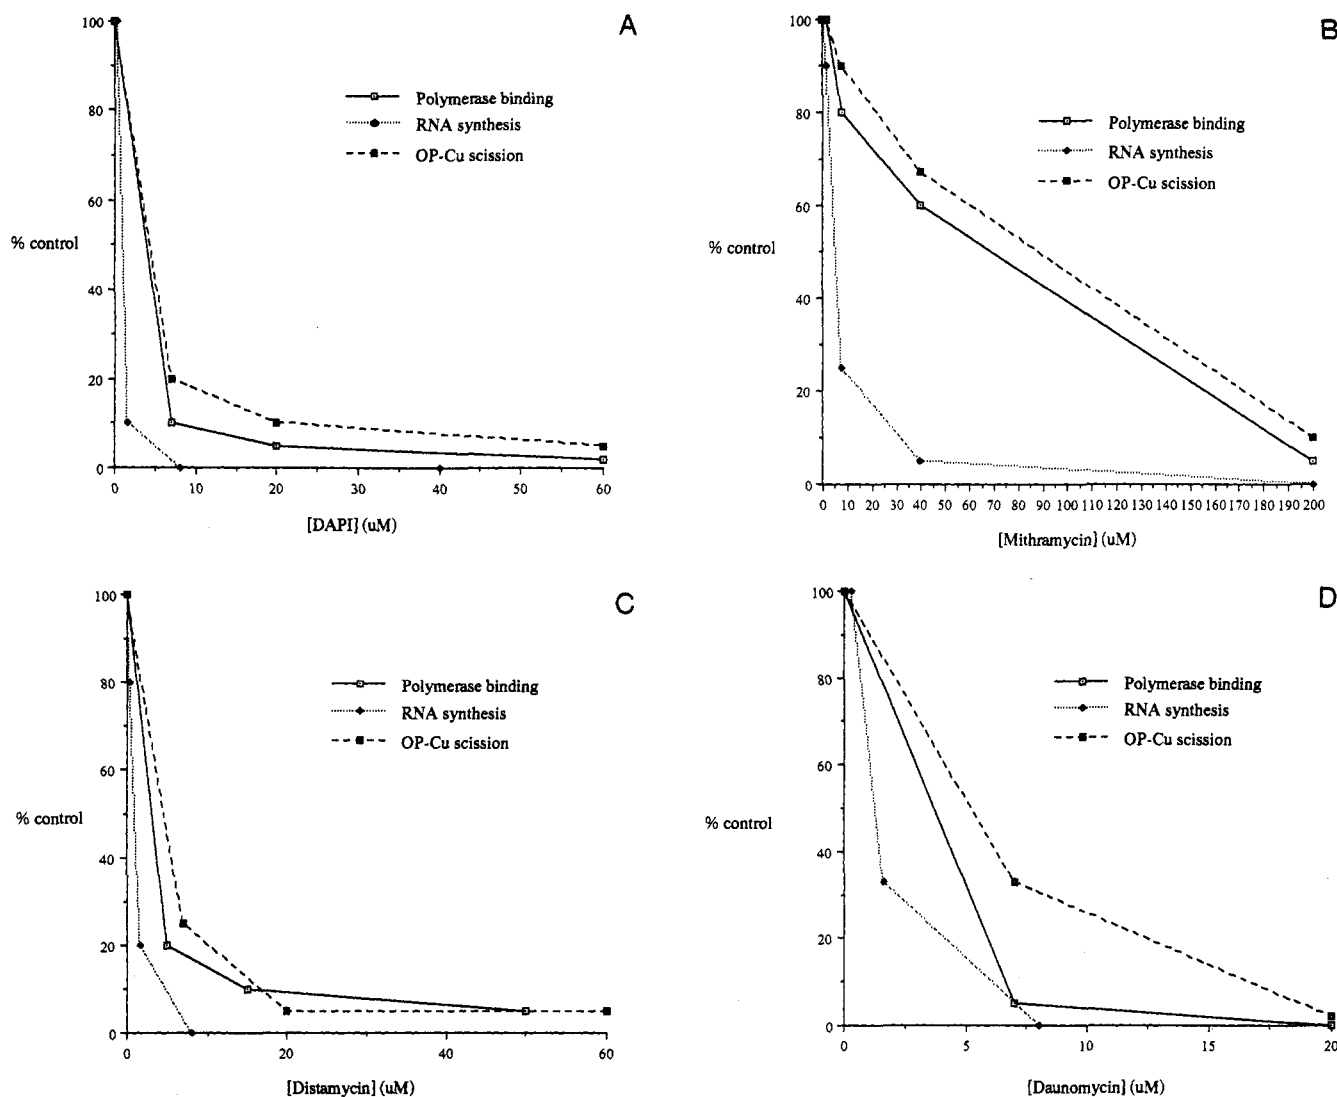 A
100
80
60
40
20
0
% control
Polymerase binding
RNA synthesis
OP-Cu scission
0 10 20 30 40 50 60
[DAPI] (uM)
B
100
80
60
40
20
0
% control
Polymerase binding
RNA synthesis
OP-Cu scission
0 10 20 30 40 50 60 70 80 90 100 110 120 130 140 150 160 170 180 190 200
[Mithramycin] (uM)
C
100
80
60
40
20
0
% control
Polymerase binding
RNA synthesis
OP-Cu scission
0 20 40 60
[Distamycin] (uM)
D
100
80
60
40
20
0
% control
Polymerase binding
RNA synthesis
OP-Cu scission
0 5 10 15 20
[Daunomycin] (uM)